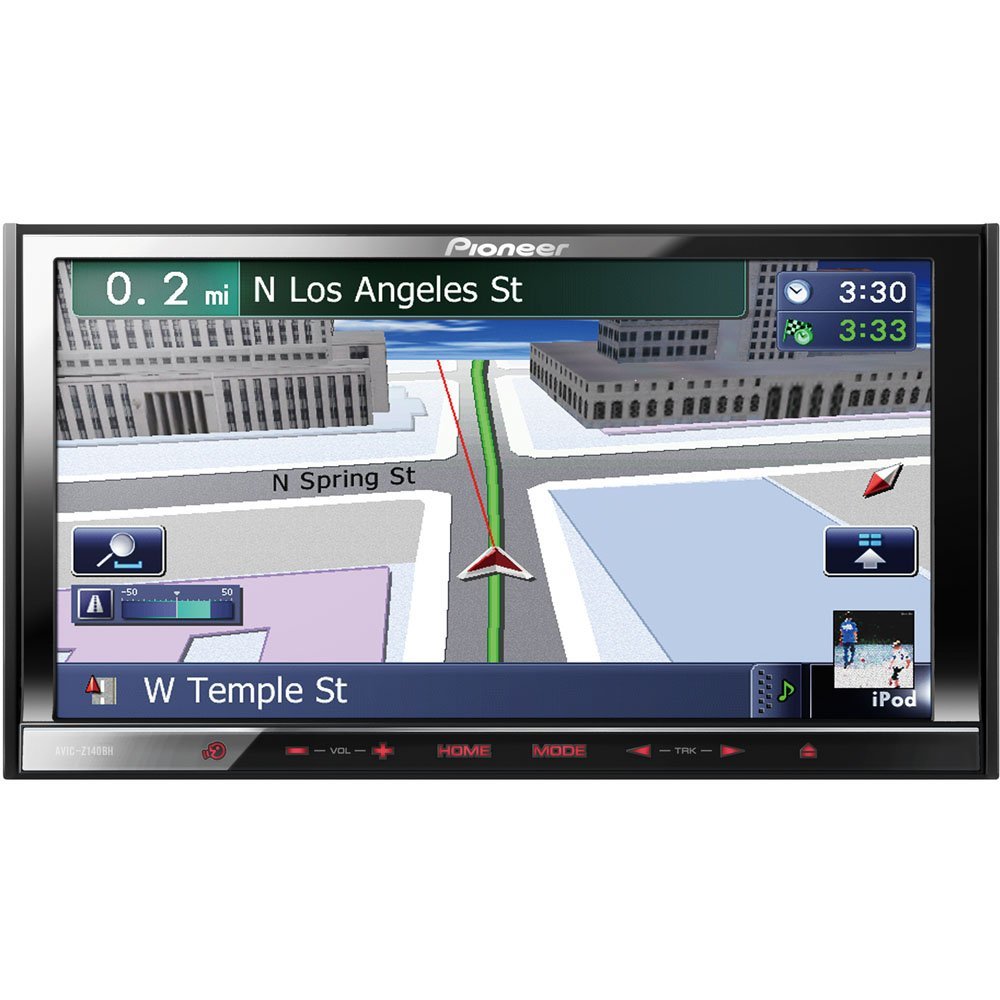 Pioneer
0. 2 mi N Los Angeles St
3:30
3:33
N Spring St
-50 50
W Temple St
iPod
AVIC-Z140BH
VOL
HOME
MODE
TRK